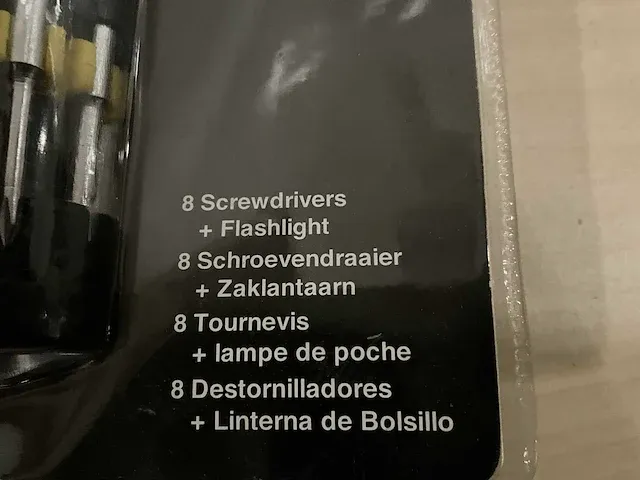 8 Screwdrivers
+ Flashlight
8 Schroevendraaier
+ Zaklantaarn
8 Tournevis
+ lampe de poche
8 Destornilladores
+ Linterna de Bolsillo